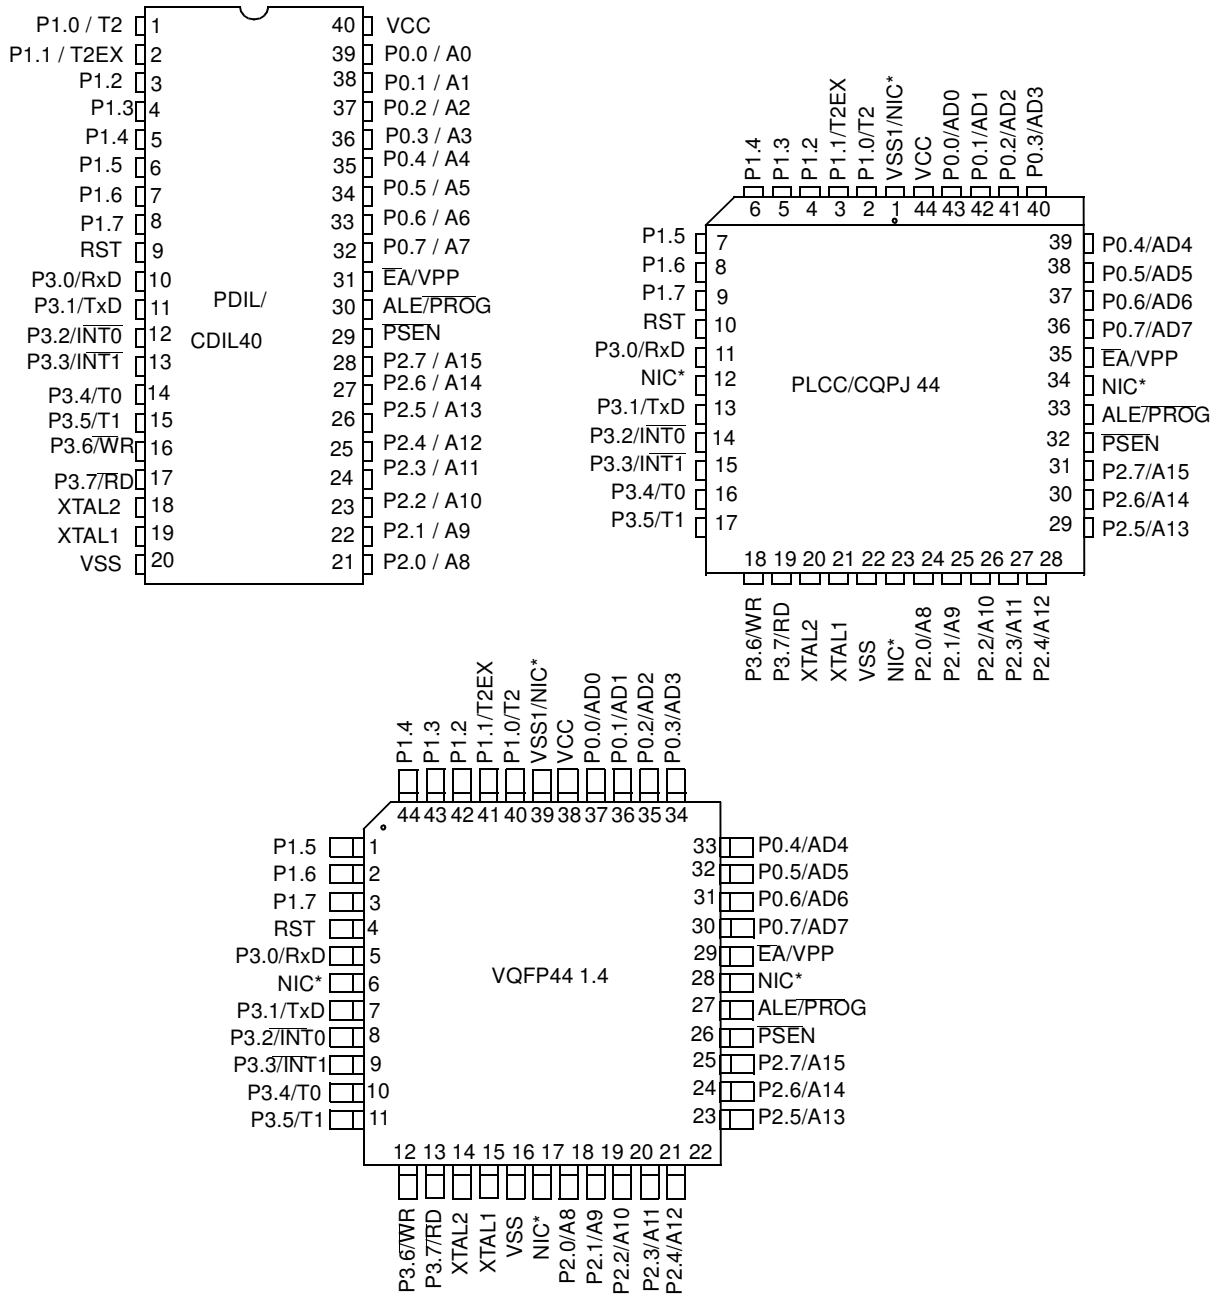 P1.0 / T2 1 40 VCC
P1.1 / T2EX 2 39 P0.0 / A0
P1.2 3 38 P0.1 / A1
P1.3 4 37 P0.2 / A2
P1.4 5 36 P0.3 / A3
P1.5 6 35 P0.4 / A4
P1.6 7 34 P0.5 / A5
P1.7 8 33 P0.6 / A6
RST 9 32 P0.7 / A7
P3.0/RxD 10 31 EA/VPP
P3.1/TxD 11 30 ALE/PROG
P3.2/INT0 12 29 PSEN
P3.3/INT1 13 28 P2.7 / A15
P3.4/T0 14 27 P2.6 / A14
P3.5/T1 15 26 P2.5 / A13
P3.6/WR 16 25 P2.4 / A12
P3.7/RD 17 24 P2.3 / A11
XTAL2 18 23 P2.2 / A10
XTAL1 19 22 P2.1 / A9
VSS 20 21 P2.0 / A8
PDIL/
CDIL40
P1.4 P1.3 P1.2 P1.1/T2EX P1.0/T2 VSS1/NIC* VCC P0.0/AD0 P0.1/AD1 P0.2/AD2 P0.3/AD3
6 5 4 3 2 1 44 43 42 41 40
P1.5 7 39 P0.4/AD4
P1.6 8 38 P0.5/AD5
P1.7 9 37 P0.6/AD6
RST 10 36 P0.7/AD7
P3.0/RxD 11 35 EA/VPP
NIC* 12 34 NIC*
P3.1/TxD 13 33 ALE/PROG
P3.2/INT0 14 32 PSEN
P3.3/INT1 15 31 P2.7/A15
P3.4/T0 16 30 P2.6/A14
P3.5/T1 17 29 P2.5/A13
PLCC/CQPJ 44
18 19 20 21 22 23 24 25 26 27 28
P3.6/WR P3.7/RD XTAL2 XTAL1 VSS NIC* P2.0/A8 P2.1/A9 P2.2/A10 P2.3/A11 P2.4/A12
P1.4 P1.3 P1.2 P1.1/T2EX P1.0/T2 VSS1/NIC* VCC P0.0/AD0 P0.1/AD1 P0.2/AD2 P0.3/AD3
44 43 42 41 40 39 38 37 36 35 34
P1.5 1 33 P0.4/AD4
P1.6 2 32 P0.5/AD5
P1.7 3 31 P0.6/AD6
RST 4 30 P0.7/AD7
P3.0/RxD 5 29 EA/VPP
NIC* 6 28 NIC*
P3.1/TxD 7 27 ALE/PROG
P3.2/INT0 8 26 PSEN
P3.3/INT1 9 25 P2.7/A15
P3.4/T0 10 24 P2.6/A14
P3.5/T1 11 23 P2.5/A13
VQFP44 1.4
12 13 14 15 16 17 18 19 20 21 22
P3.6/WR P3.7/RD XTAL2 XTAL1 VSS NIC* P2.0/A8 P2.1/A9 P2.2/A10 P2.3/A11 P2.4/A12